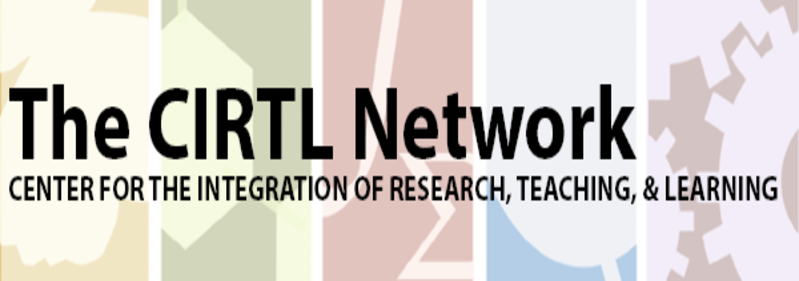 The CIRTL Network
CENTER FOR THE INTEGRATION OF RESEARCH, TEACHING, & LEARNING